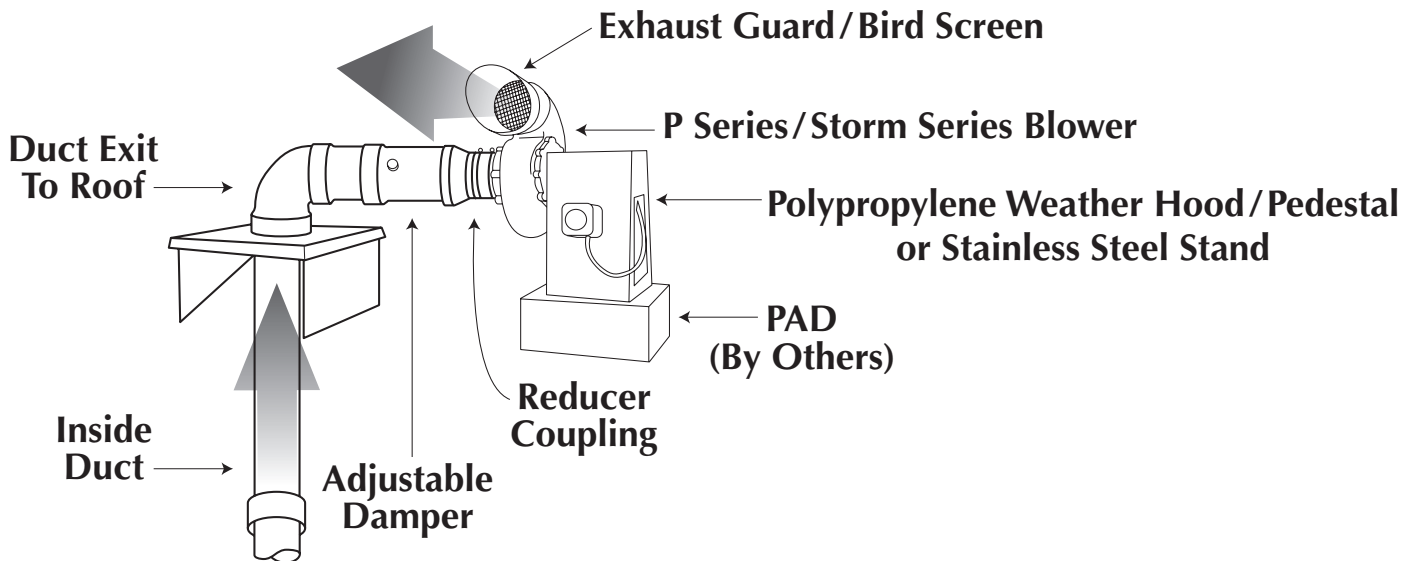 Exhaust Guard/Bird Screen
P Series/Storm Series Blower
Duct Exit
To Roof
Polypropylene Weather Hood/Pedestal
or Stainless Steel Stand
PAD
(By Others)
Reducer
Coupling
Inside
Duct
Adjustable
Damper